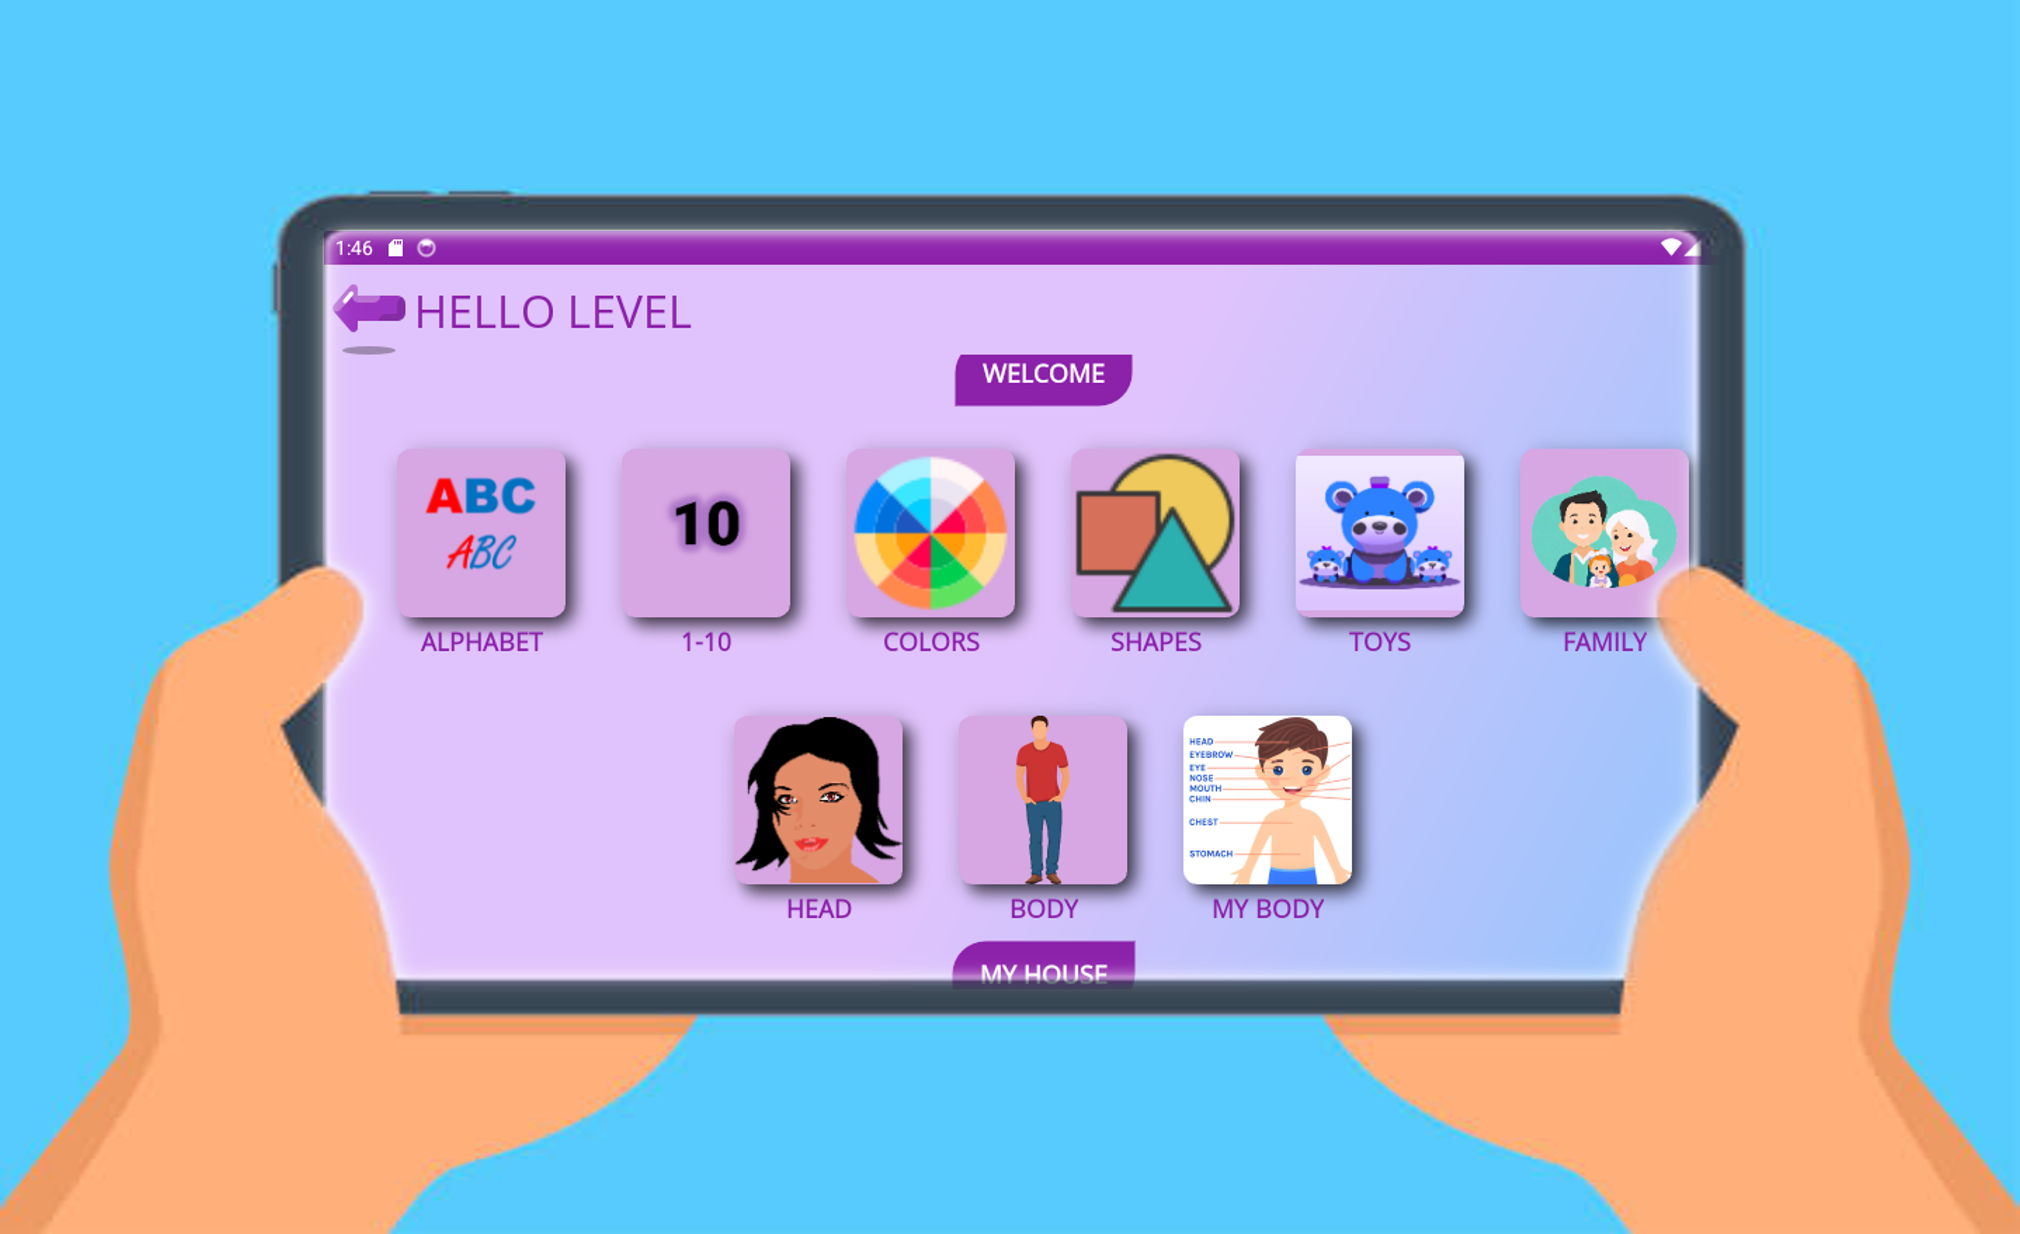 1:46
HELLO LEVEL
WELCOME
ABC
ABC
10
ALPHABET
1-10
COLORS
SHAPES
TOYS
FAMILY
HEAD
EYEBROW
EYE
NOSE
MOUTH
CHIN
CHEST
STOMACH
HEAD
BODY
MY BODY
MY HOUSE